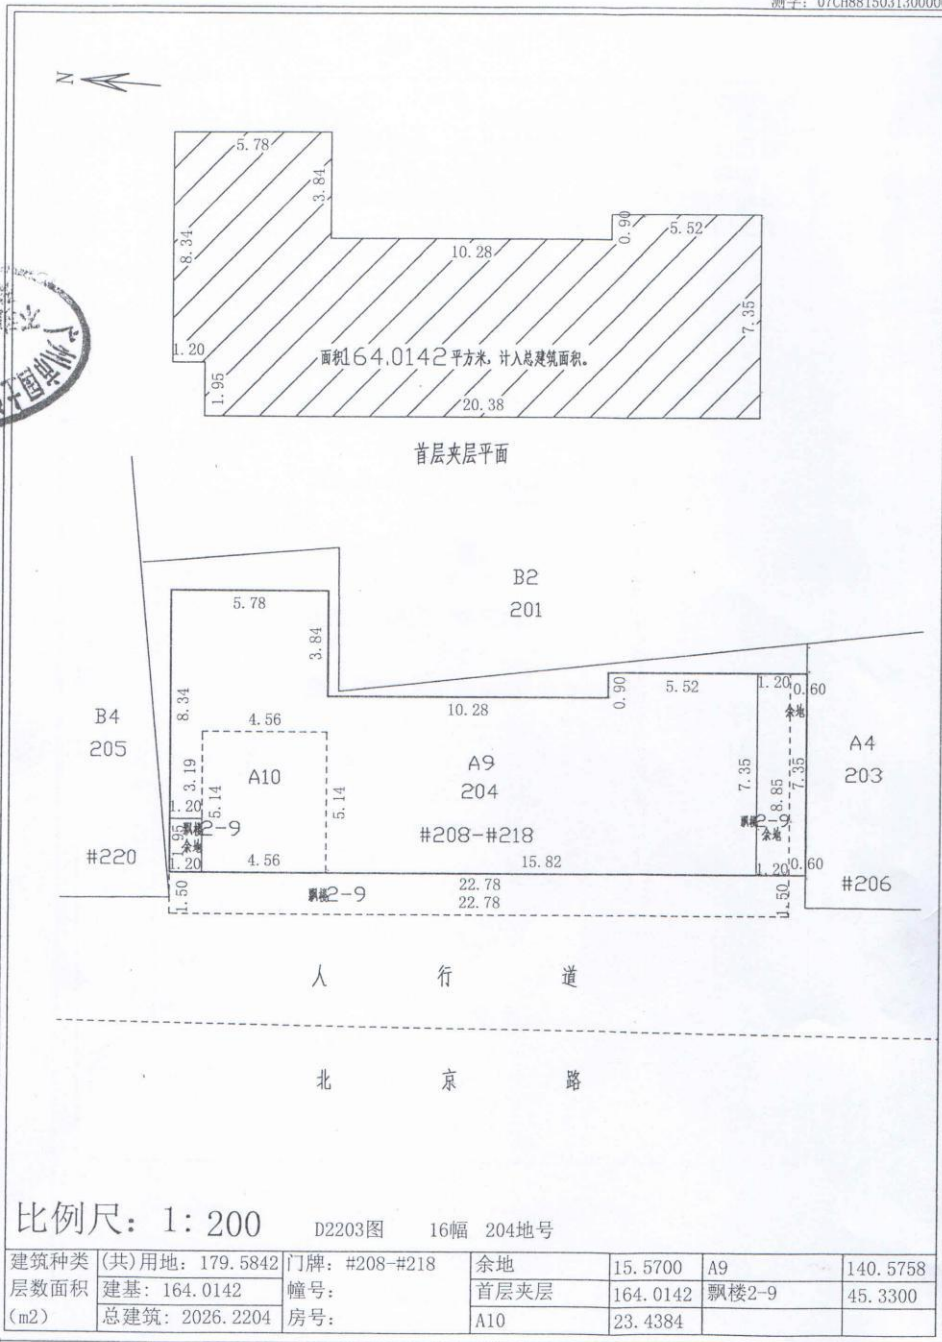 测字: 07CH88150313000
N
5.78
3.84
8.34
10.28
0.90
5.52
7.35
1.20
1.95
面积164.0142平方米，计入总建筑面积。
20.38
首层夹层平面
B2
201
5.78
3.84
8.34
10.28
0.90
5.52
1.20
0.60
余地
B4
205
4.56
A10
3.19
5.14
5.14
A9
204
#208-#218
7.35
8.85
7.35
A4
203
1.20
飘楼2-9
余地
1.95
飘楼2-9
余地
#220
1.20
4.56
15.82
1.20
0.60
#206
1.50
飘楼2-9
22.78
22.78
1.50
人 行 道
北 京 路
比例尺：1:200 D2203图 16幅 204地号
建筑种类 (共)用地: 179.5842 门牌: #208-#218 余地 15.5700 A9 140.5758
层数面积 建基: 164.0142 幢号: 首层夹层 164.0142 飘楼2-9 45.3300
(m2) 总建筑: 2026.2204 房号: A10 23.4384